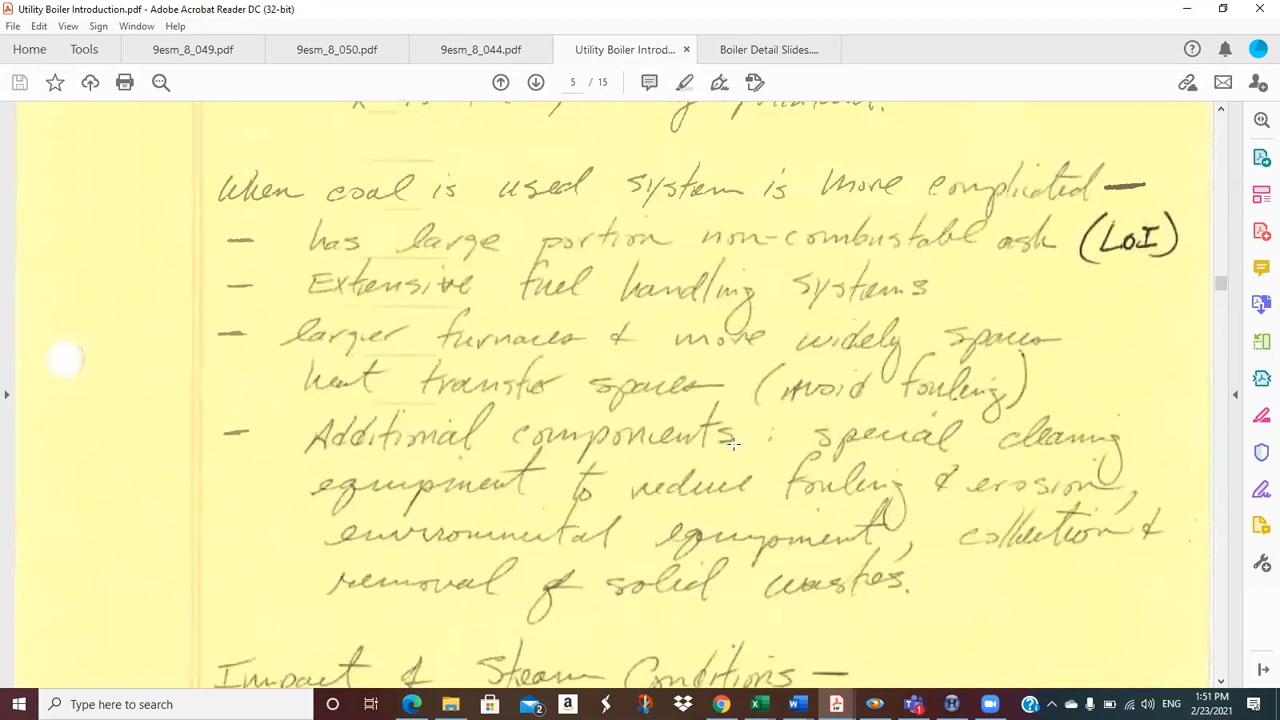 Utility Boiler Introduction.pdf - Adobe Acrobat Reader DC (32-bit)
File Edit View Sign Window Help
Home Tools 9esm_8_049.pdf 9esm_8_050.pdf 9esm_8_044.pdf Utility Boiler Introd... × Boiler Detail Slides....
5 / 15
When coal is used system is more complicated —
— has large portion non-combustable ash (LOI)
— Extensive fuel handling systems
— larger furnaces & more widely spaces
heat transfer spaces (Avoid fouling)
— Additional components : special cleaning
equipment to reduce fouling & erosion,
environmental equipment, collection &
removal of solid wastes.
Impact of Steam Conditions —
Type here to search
ENG
1:51 PM
2/23/2021